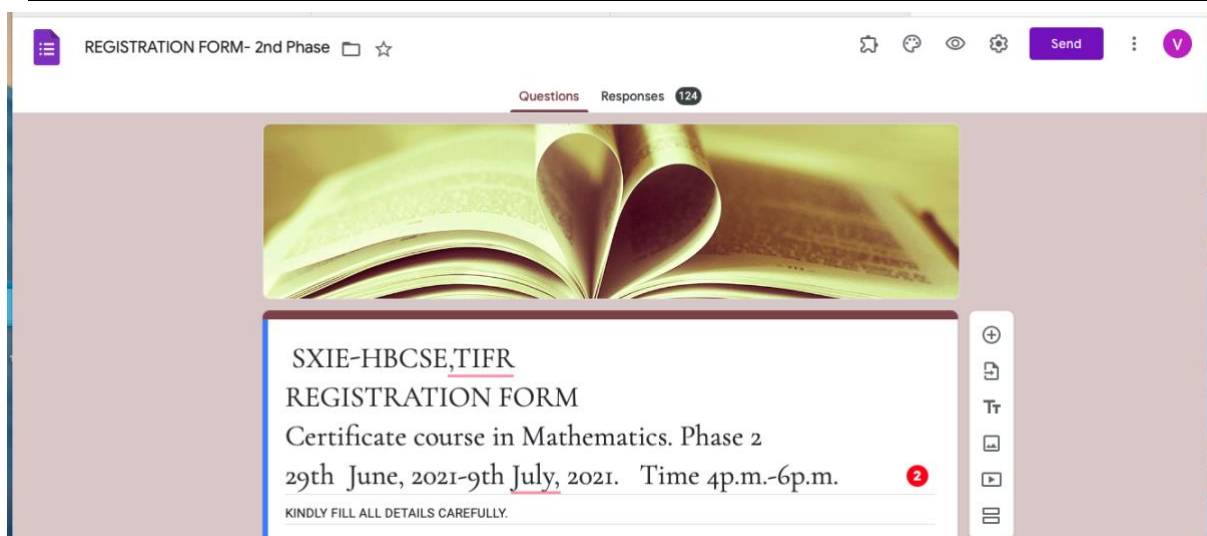 REGISTRATION FORM- 2nd Phase
Send
V
Questions Responses 124
SXIE-HBCSE,TIFR
REGISTRATION FORM
Certificate course in Mathematics. Phase 2
29th June, 2021-9th July, 2021. Time 4p.m.-6p.m.
2
KINDLY FILL ALL DETAILS CAREFULLY.
Tт